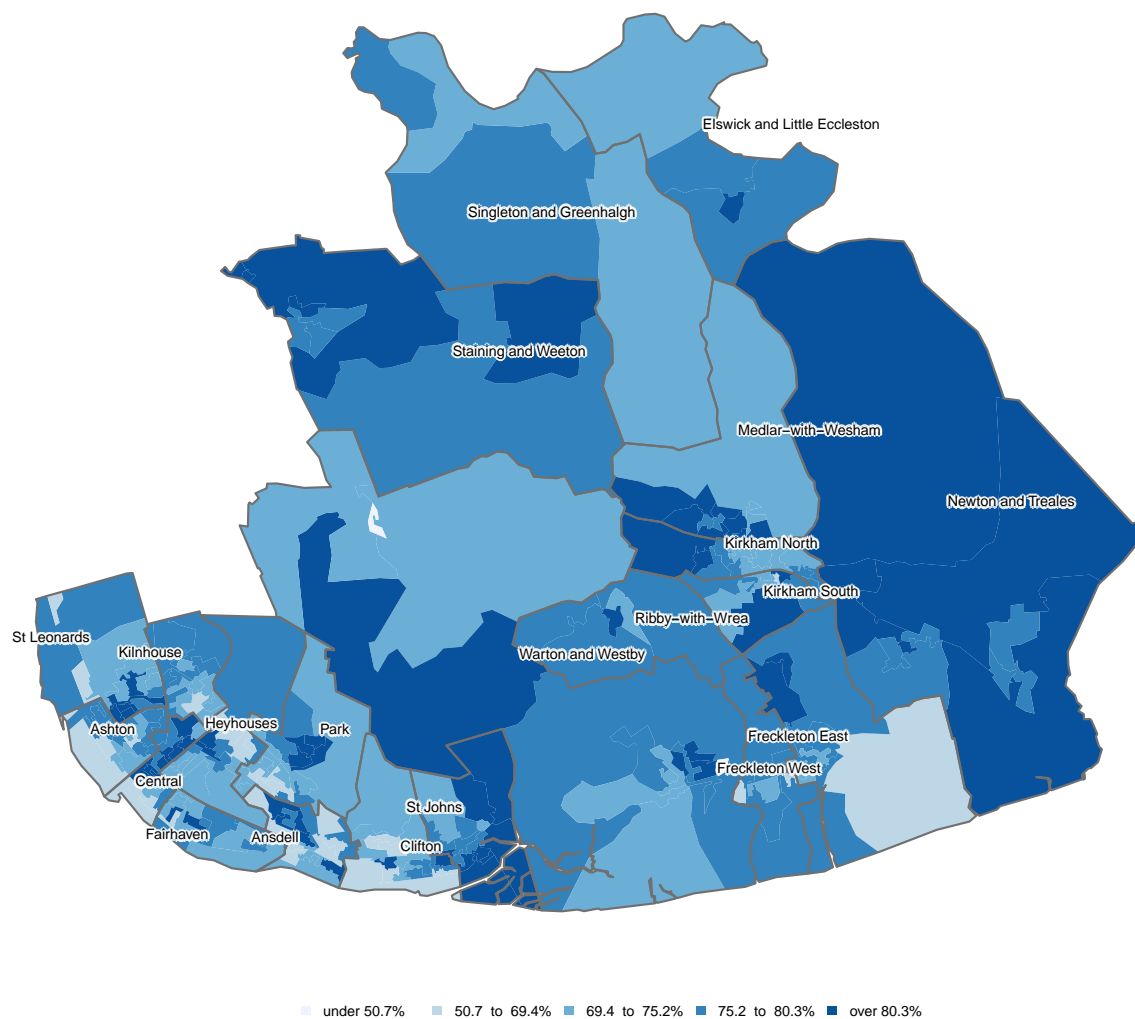 Elswick and Little Eccleston
Singleton and Greenhalgh
Staining and Weeton
Medlar−with−Wesham
Newton and Treales
Kirkham North
Kirkham South
Ribby−with−Wrea
St Leonards
Kilnhouse
Warton and Westby
Heyhouses
Ashton
Park
Freckleton East
Freckleton West
Central
St Johns
Fairhaven
Ansdell
Clifton
under 50.7% 50.7 to 69.4% 69.4 to 75.2% 75.2 to 80.3% over 80.3%